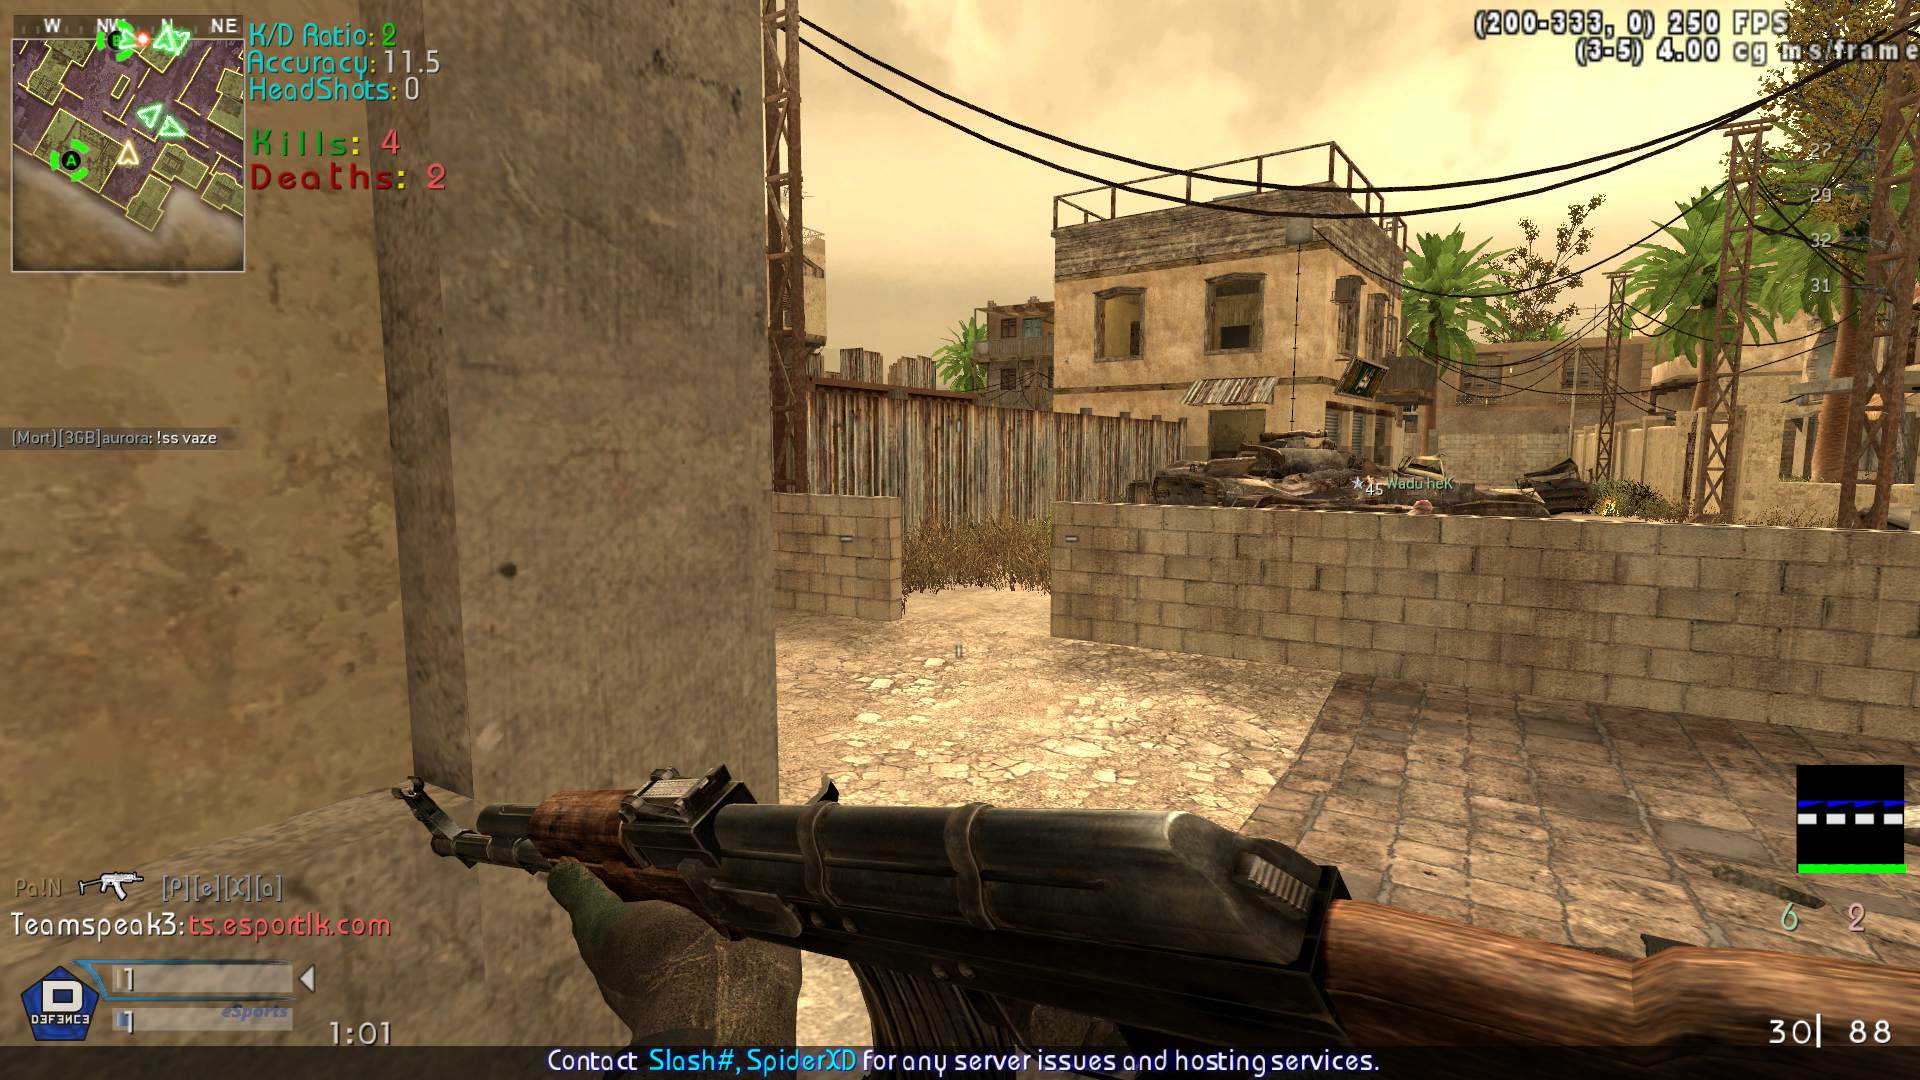 W NW N NE
B
A
K/D Ratio: 2
Accuracy: 11.5
HeadShots: 0
Kills: 4
Deaths: 2
(200-333, 0) 250 FPS
(3-5) 4.00 cg ms/frame
27
29
32
31
(Mort)[3GB]aurora: !ss vaze
45 Wadu heK
Pa!N [P][e][X][a]
Teamspeak3: ts.esportlk.com
D
D3F3NC3
1
1
eSports
1:01
6 2
30| 88
Contact Slash#, SpiderXD for any server issues and hosting services.